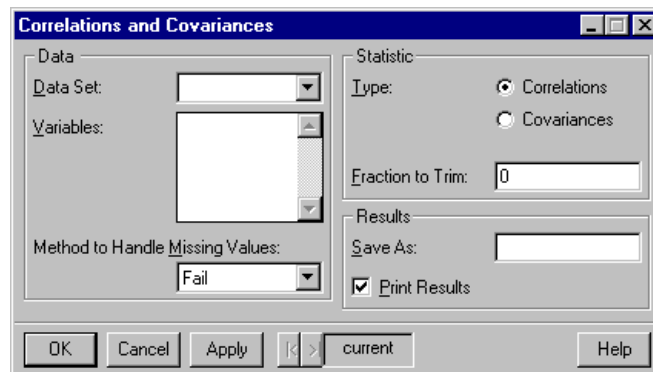 Correlations and Covariances
Data
Data Set:
Variables:
Method to Handle Missing Values:
Fail
Statistic
Type:
Correlations
Covariances
Fraction to Trim:
0
Results
Save As:
Print Results
OK
Cancel
Apply
current
Help